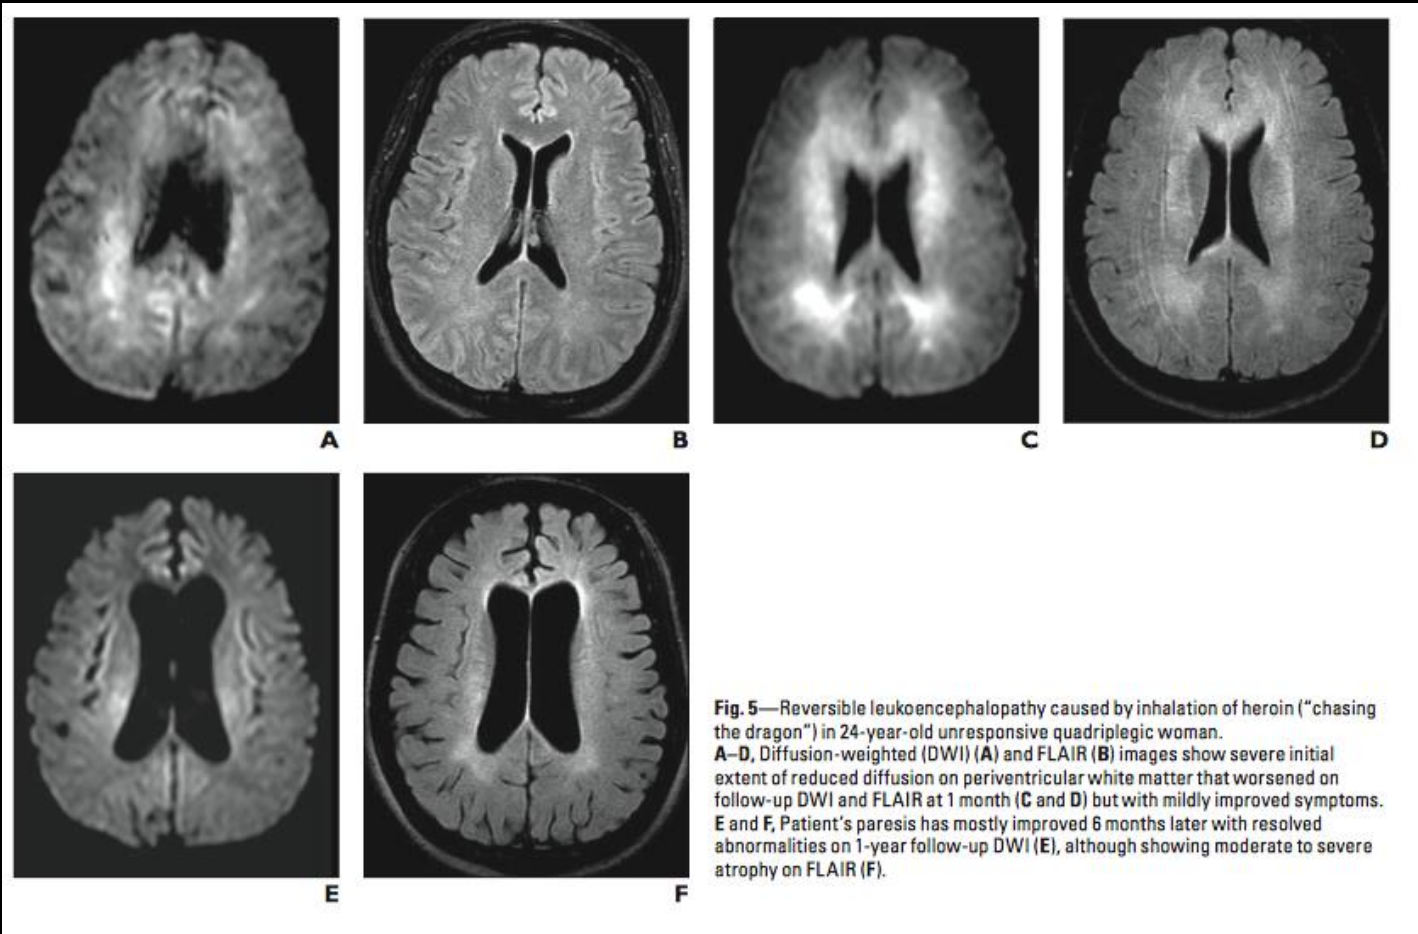 A
B
C
D
E
F
Fig. 5—Reversible leukoencephalopathy caused by inhalation of heroin (“chasing
the dragon”) in 24-year-old unresponsive quadriplegic woman.
A–D, Diffusion-weighted (DWI) (A) and FLAIR (B) images show severe initial
extent of reduced diffusion on periventricular white matter that worsened on
follow-up DWI and FLAIR at 1 month (C and D) but with mildly improved symptoms.
E and F, Patient’s paresis has mostly improved 6 months later with resolved
abnormalities on 1-year follow-up DWI (E), although showing moderate to severe
atrophy on FLAIR (F).